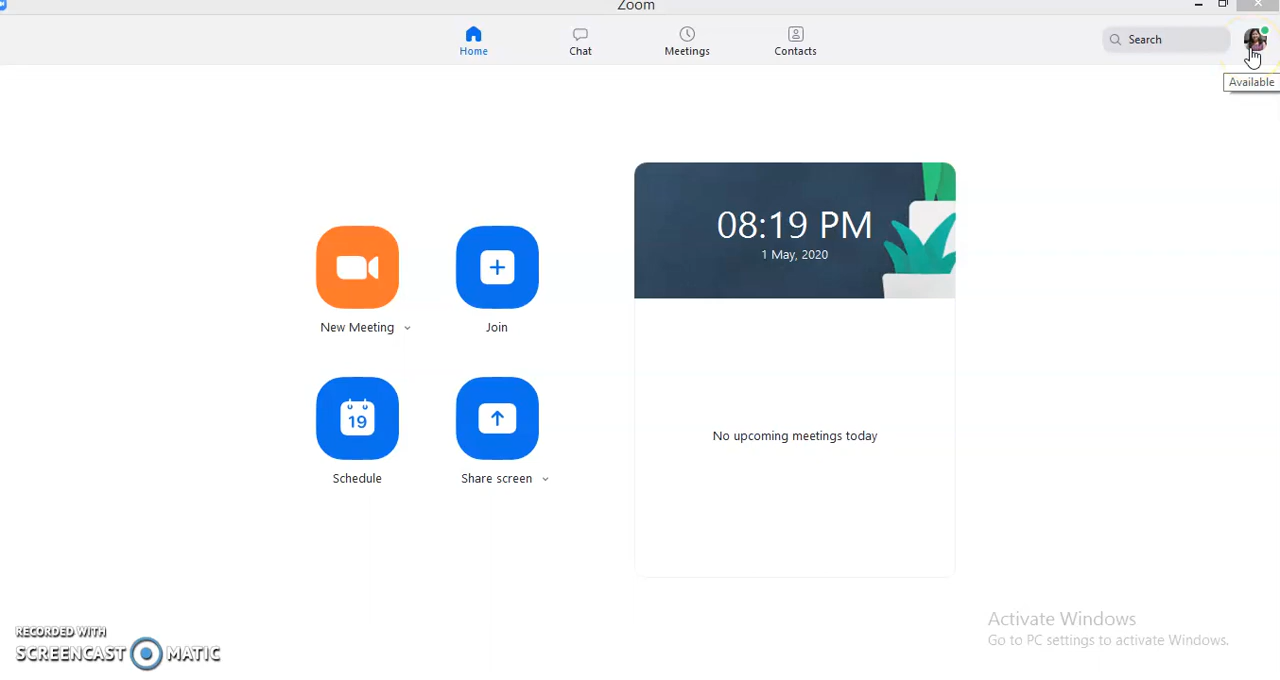 Zoom
Home
Chat
Meetings
Contacts
Search
Available
08:19 PM
1 May, 2020
New Meeting
Join
19
Schedule
Share screen
No upcoming meetings today
Activate Windows
Go to PC settings to activate Windows.
RECORDED WITH
SCREENCAST MATIC